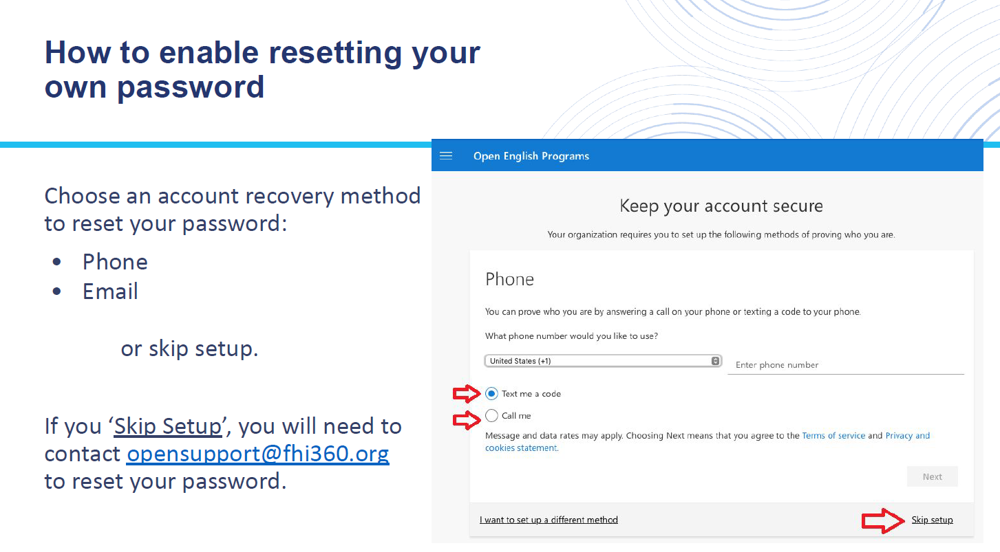 How to enable resetting your
own password
Choose an account recovery method
to reset your password:
• Phone
• Email
or skip setup.
If you ‘Skip Setup’, you will need to
contact opensupport@fhi360.org
to reset your password.
Open English Programs
Keep your account secure
Your organization requires you to set up the following methods of proving who you are.
Phone
You can prove who you are by answering a call on your phone or texting a code to your phone.
What phone number would you like to use?
United States (+1)
Enter phone number
Text me a code
Call me
Message and data rates may apply. Choosing Next means that you agree to the Terms of service and Privacy and
cookies statement.
Next
I want to set up a different method
Skip setup